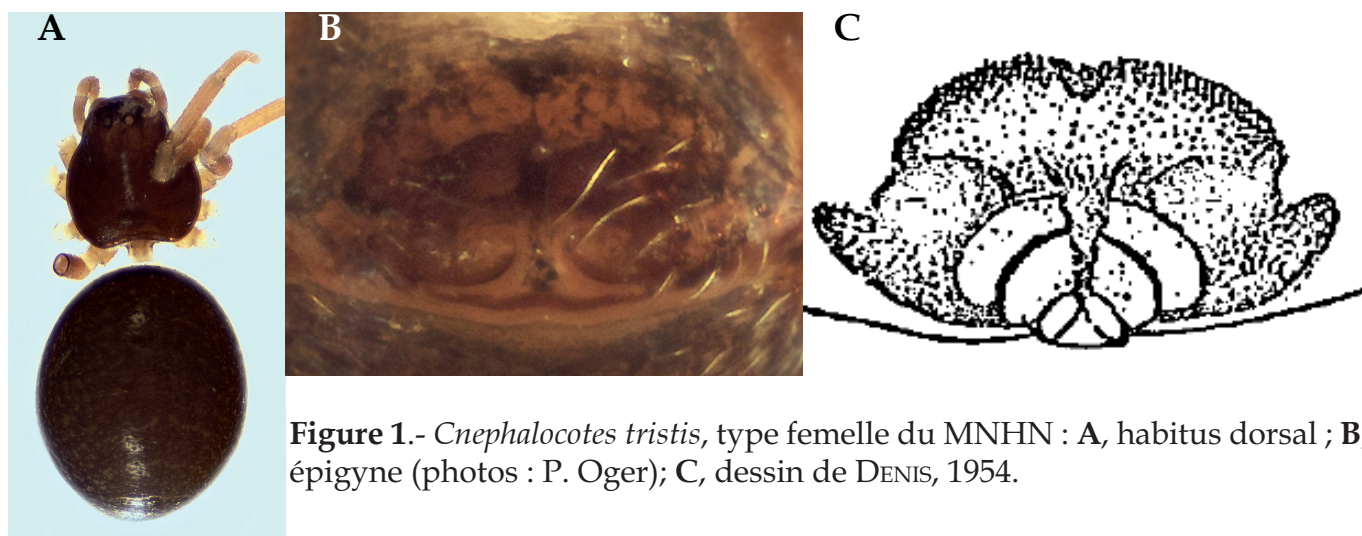 A
B
C
Figure 1.- Cnephalocotes tristis, type femelle du MNHN : A, habitus dorsal ; B,
épigyne (photos : P. Oger); C, dessin de DENIS, 1954.